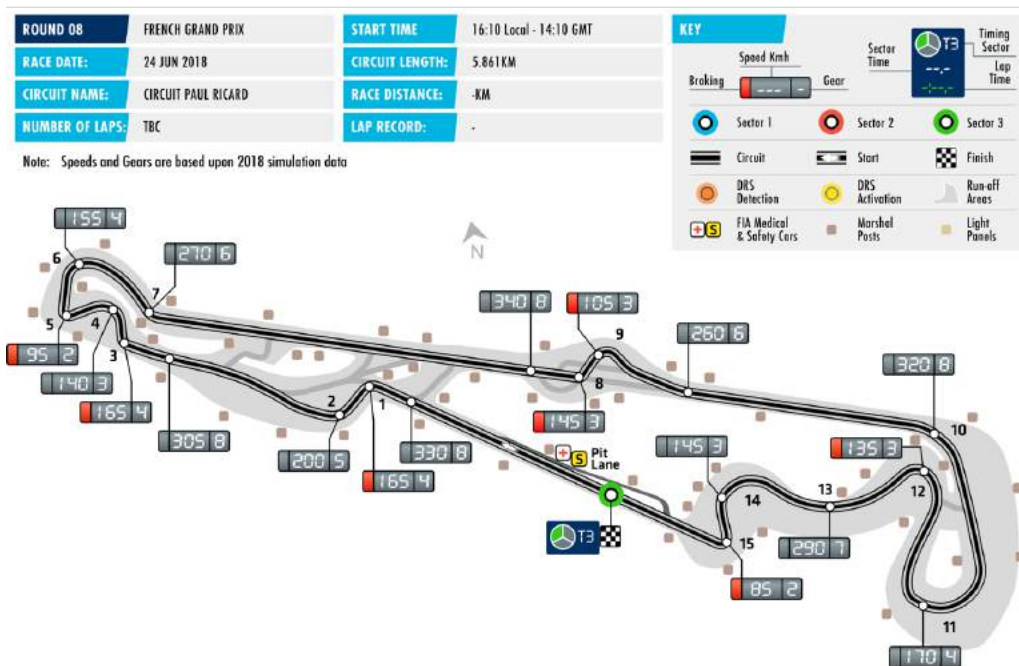 ROUND 08 FRENCH GRAND PRIX
RACE DATE: 24 JUN 2018
CIRCUIT NAME: CIRCUIT PAUL RICARD
NUMBER OF LAPS: TBC
START TIME 16:10 Local - 14:10 GMT
CIRCUIT LENGTH: 5.861KM
RACE DISTANCE: -KM
LAP RECORD: -
Note: Speeds and Gears are based upon 2018 simulation data
KEY
Speed Kmh
Braking --- - Gear
Sector Time
T3
--.-
-:--.-
Timing Sector
Lap Time
Sector 1
Sector 2
Sector 3
Circuit
Start
Finish
DRS Detection
DRS Activation
Run-off Areas
S
FIA Medical & Safety Cars
Marshal Posts
Light Panels
N
155 4
6
270 6
7
5
4
95 2
140 3
3
165 4
305 8
2
200 5
1
165 4
330 8
340 8
105 3
9
8
145 3
260 6
320 8
10
S
Pit Lane
T3
145 3
14
15
85 2
13
290 7
135 3
12
11
170 4